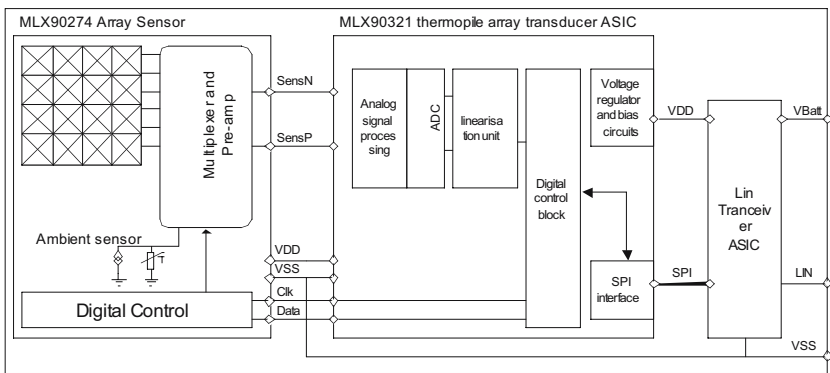 MLX90274 Array Sensor
MLX90321 thermopile array transducer ASIC
Multiplexer and
Pre-amp
SensN
SensP
Analog
signal
proces
sing
ADC
linearisa
tion unit
Digital
control
block
Voltage
regulator
and bias
circuits
VDD
VBatt
Lin
Tranceiv
er
ASIC
Ambient sensor
T
VDD
VSS
Clk
Data
Digital Control
SPI
interface
SPI
LIN
VSS